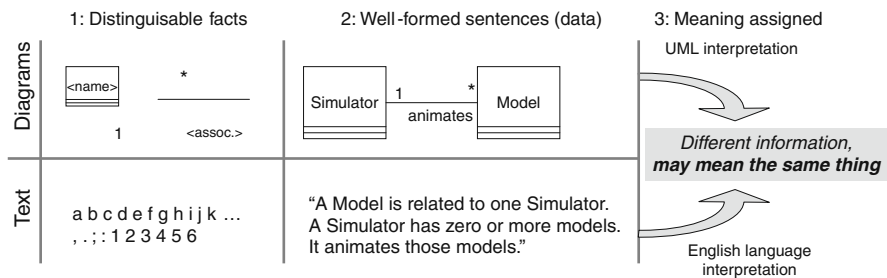 1: Distinguisable facts
2: Well-formed sentences (data)
3: Meaning assigned
Diagrams
<name>
*
1
<assoc.>
Simulator
1
*
animates
Model
UML interpretation
Different information,
may mean the same thing
Text
a b c d e f g h i j k ...
, . ; : 1 2 3 4 5 6
“A Model is related to one Simulator.
A Simulator has zero or more models.
It animates those models.”
English language
interpretation